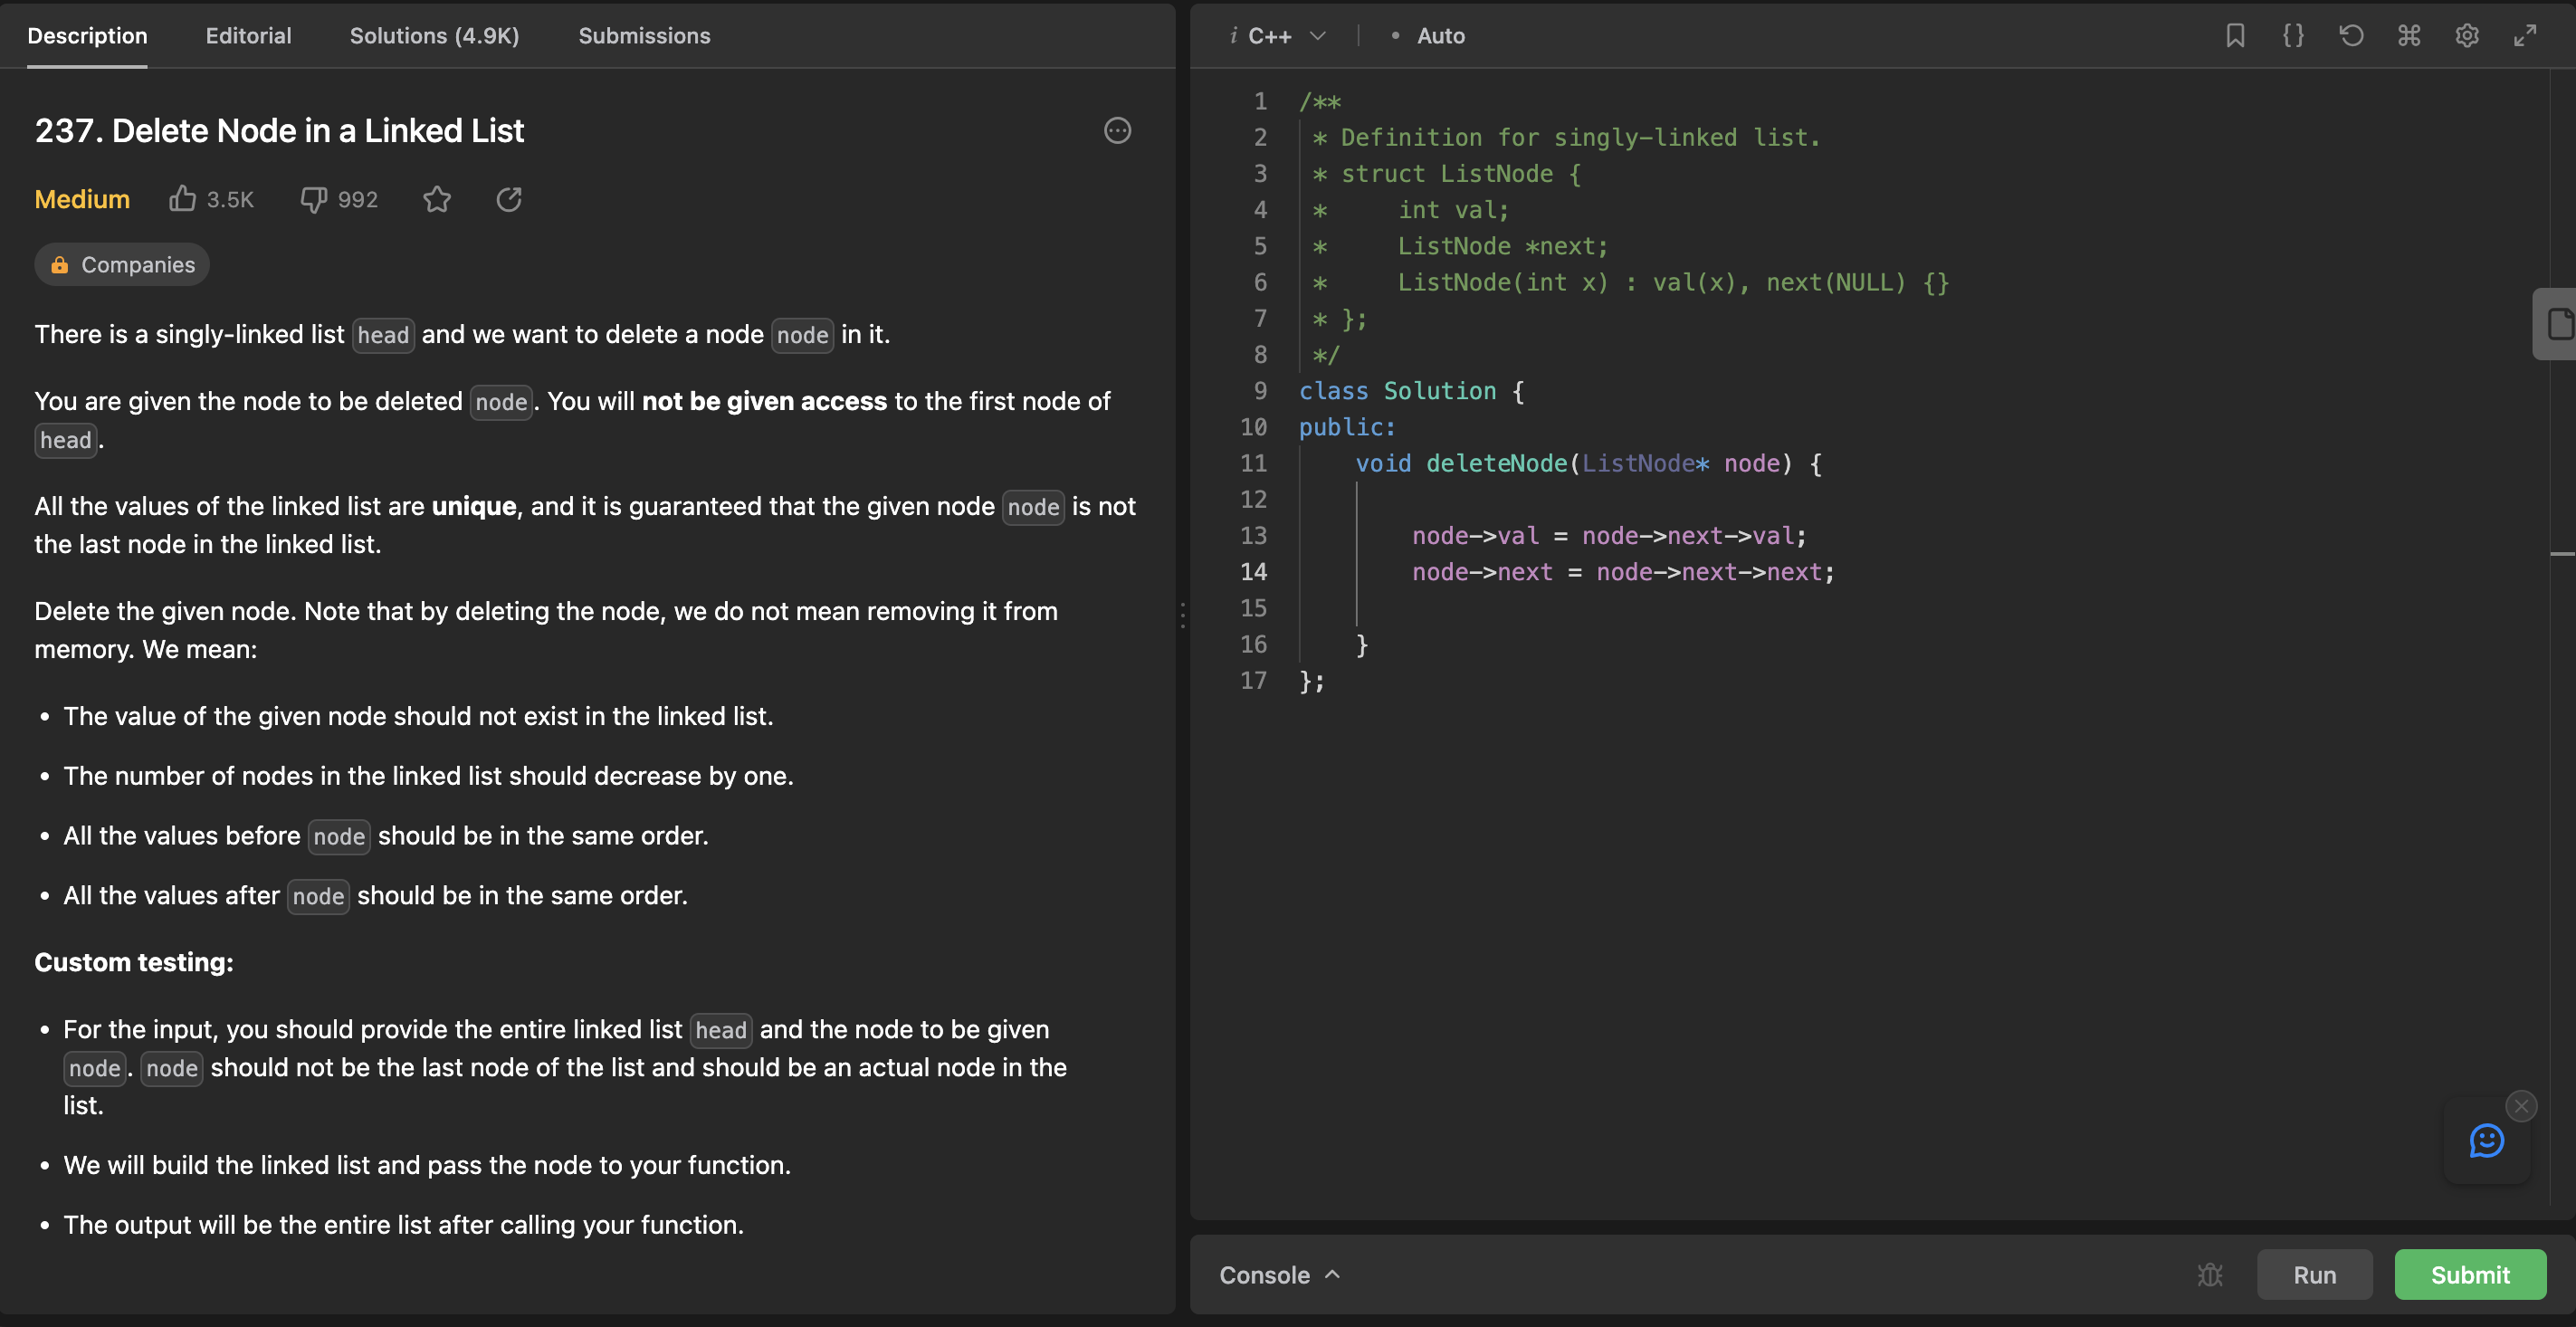 Description Editorial Solutions (4.9K) Submissions
237. Delete Node in a Linked List
Medium 3.5K 992
Companies
There is a singly-linked list head and we want to delete a node node in it.
You are given the node to be deleted node. You will not be given access to the first node of
head.
All the values of the linked list are unique, and it is guaranteed that the given node node is not
the last node in the linked list.
Delete the given node. Note that by deleting the node, we do not mean removing it from
memory. We mean:
• The value of the given node should not exist in the linked list.
• The number of nodes in the linked list should decrease by one.
• All the values before node should be in the same order.
• All the values after node should be in the same order.
Custom testing:
• For the input, you should provide the entire linked list head and the node to be given
node. node should not be the last node of the list and should be an actual node in the
list.
• We will build the linked list and pass the node to your function.
• The output will be the entire list after calling your function.
i C++ • Auto
1 /**
2 * Definition for singly-linked list.
3 * struct ListNode {
4 *     int val;
5 *     ListNode *next;
6 *     ListNode(int x) : val(x), next(NULL) {}
7 * };
8 */
9 class Solution {
10 public:
11     void deleteNode(ListNode* node) {
12
13         node->val = node->next->val;
14         node->next = node->next->next;
15
16     }
17 };
Console Run Submit